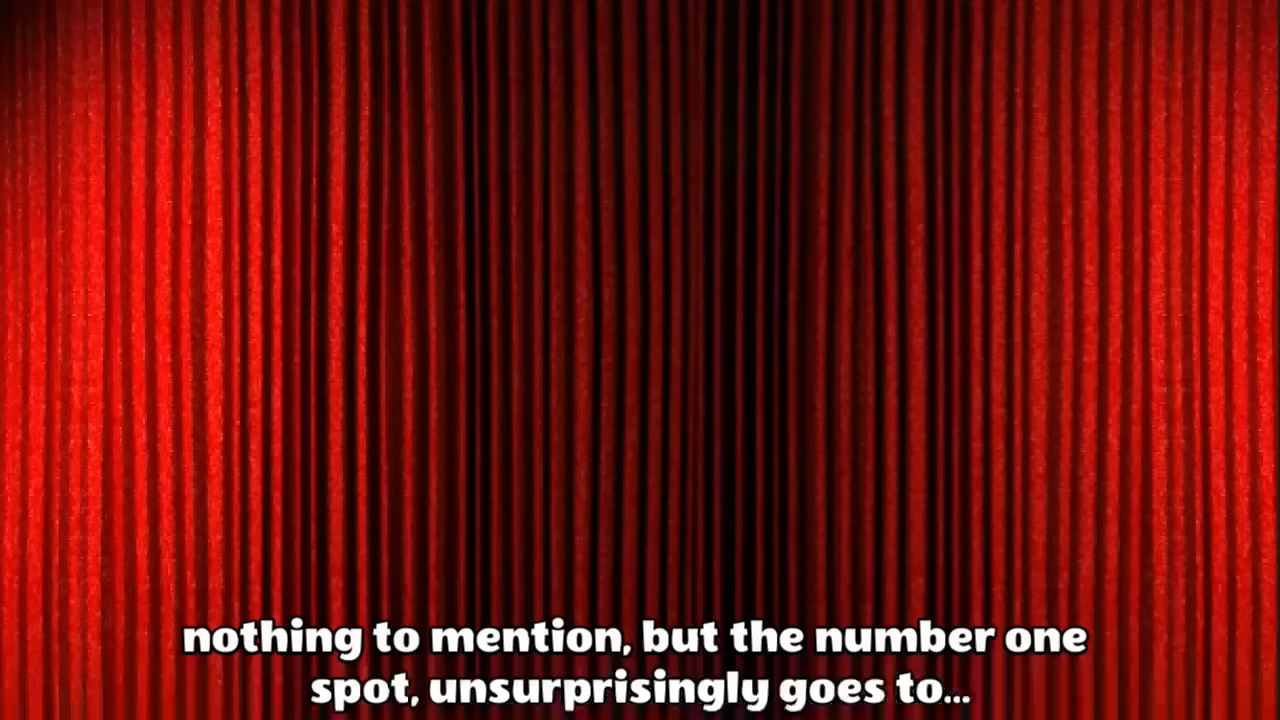 nothing to mention, but the number one
spot, unsurprisingly goes to...